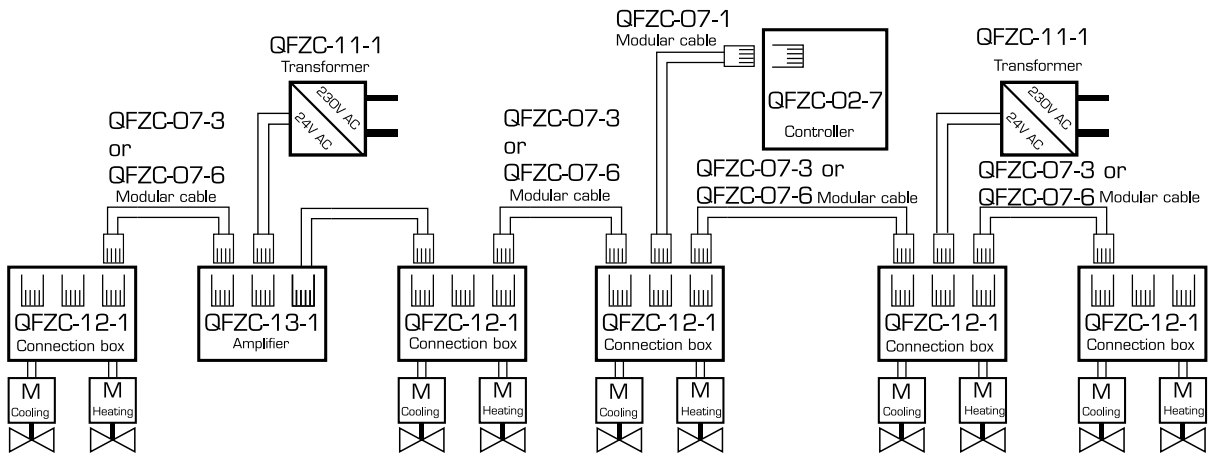 QFZC-07-1
Modular cable
QFZC-11-1
Transformer
230V AC
24V AC
QFZC-02-7
Controller
QFZC-11-1
Transformer
230V AC
24V AC
QFZC-07-3
or
QFZC-07-6
Modular cable
QFZC-07-3
or
QFZC-07-6
Modular cable
QFZC-07-3 or
QFZC-07-6 Modular cable
QFZC-07-3 or
QFZC-07-6 Modular cable
QFZC-12-1
Connection box
QFZC-13-1
Amplifier
QFZC-12-1
Connection box
QFZC-12-1
Connection box
QFZC-12-1
Connection box
QFZC-12-1
Connection box
M
Cooling
M
Heating
M
Cooling
M
Heating
M
Cooling
M
Heating
M
Cooling
M
Heating
M
Cooling
M
Heating